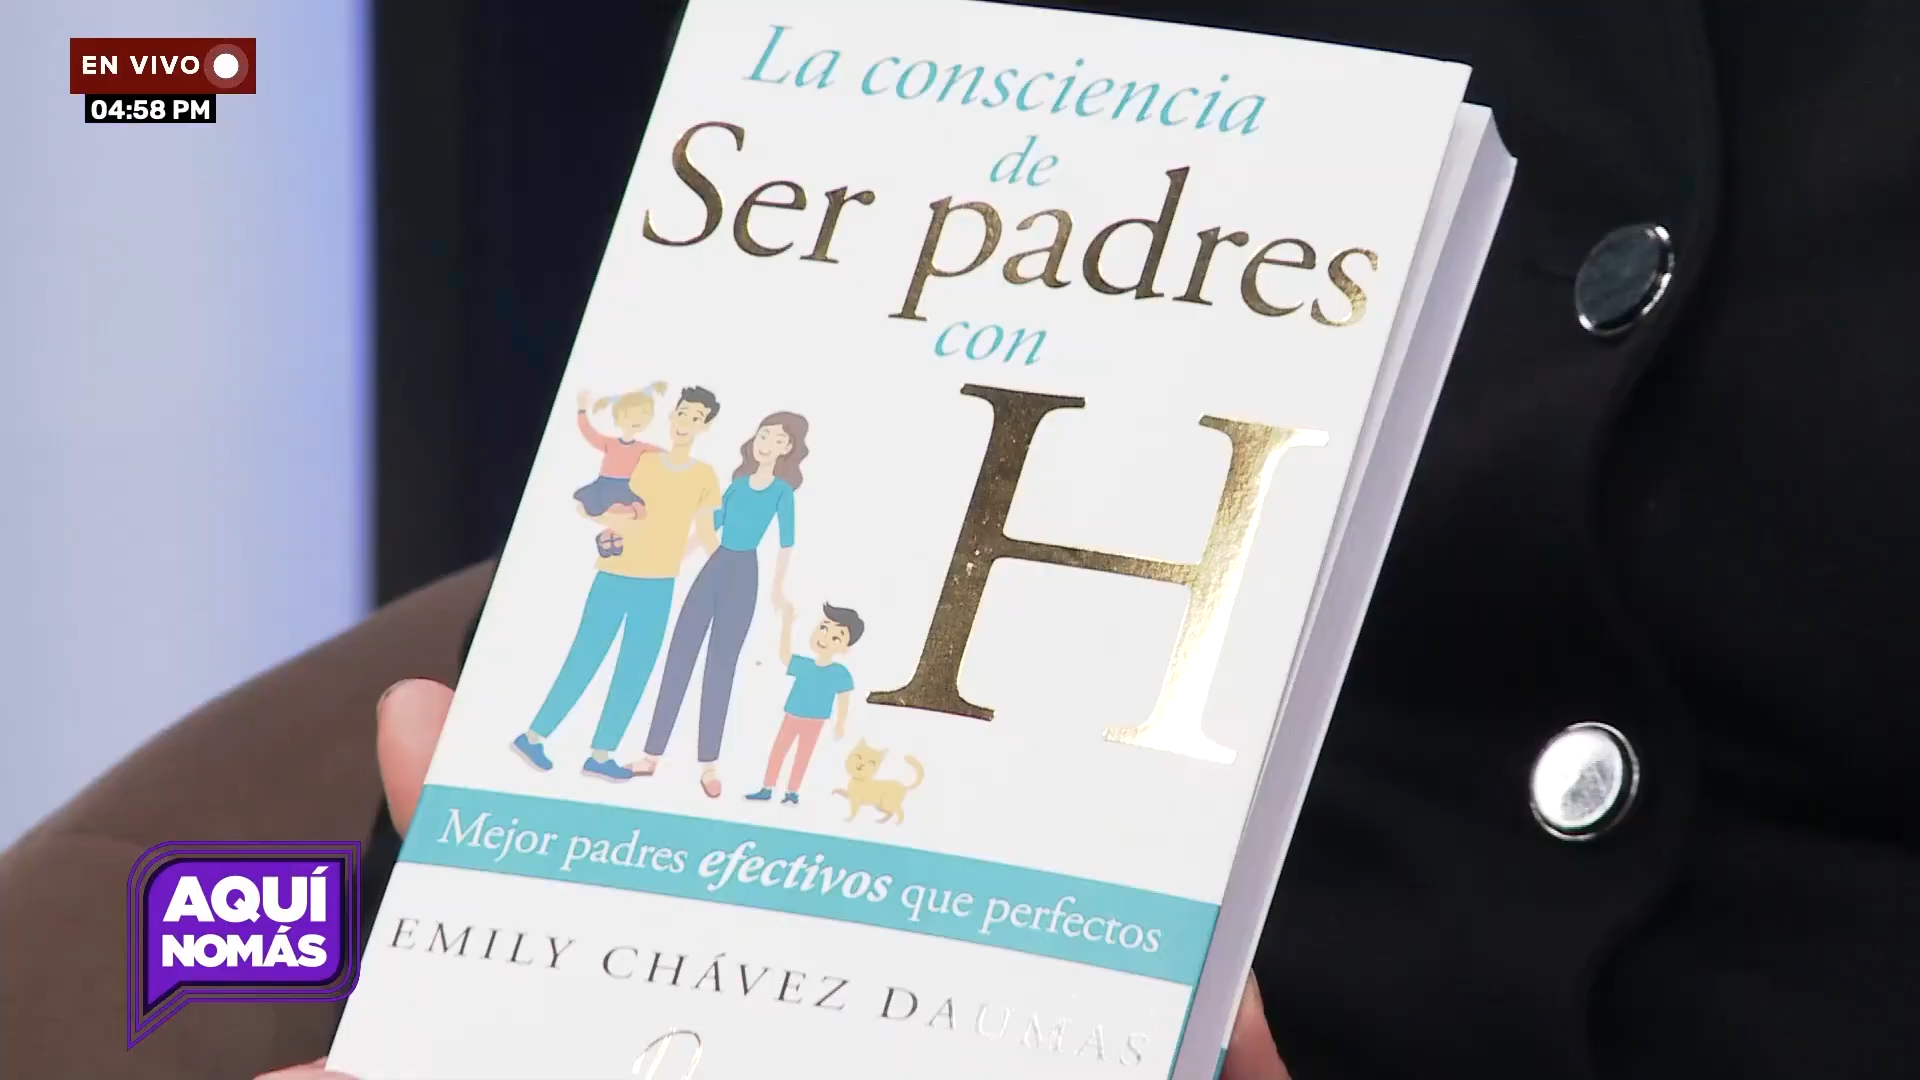 EN VIVO
04:58 PM
La consciencia
de
Ser padres
con
H
Mejor padres efectivos que perfectos
EMILY CHÁVEZ DAUMAS
AQUÍ
NOMÁS